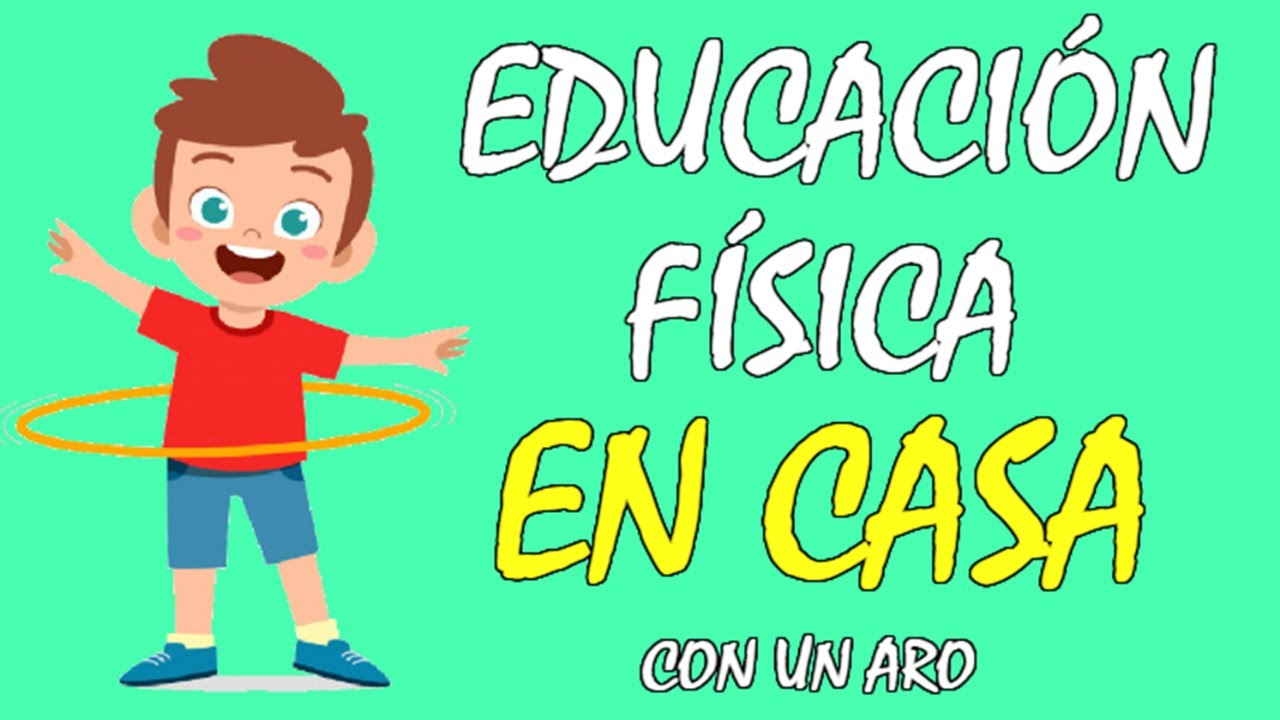 EDUCACIÓN
FÍSICA
EN CASA
CON UN ARO